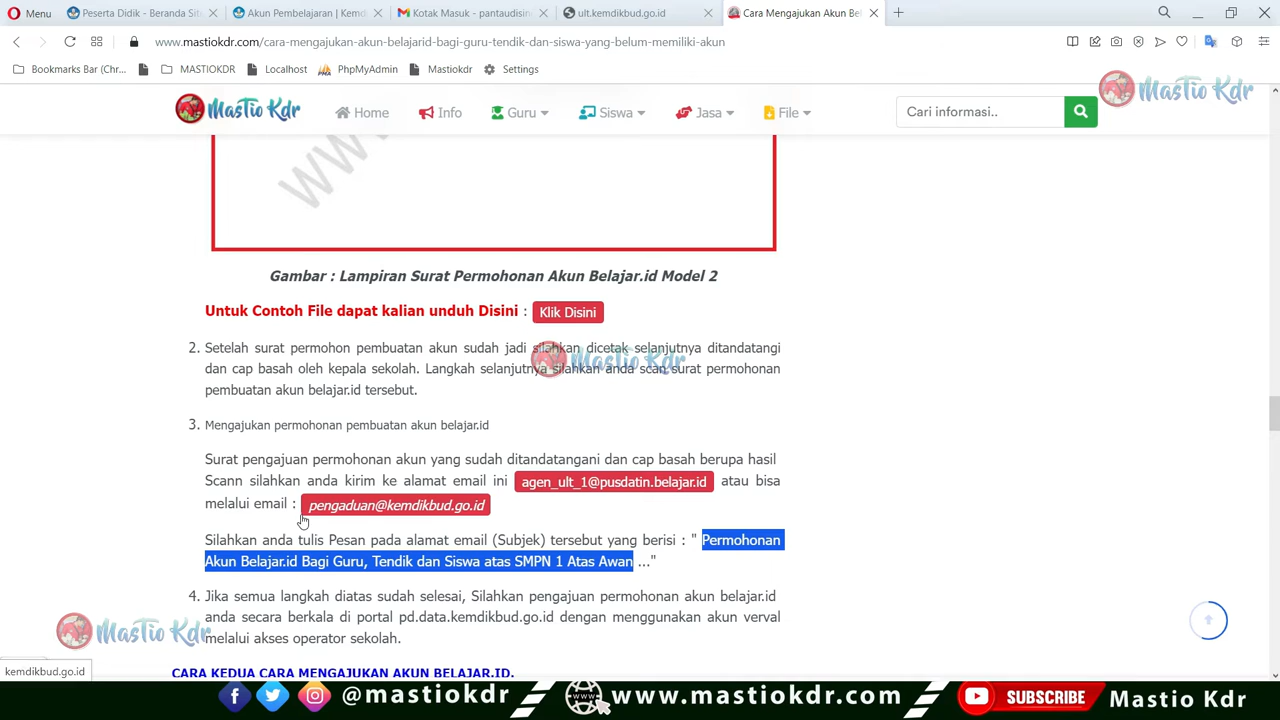 Menu
Peserta Didik - Beranda Sit
Akun Pembelajaran | Kemd
Kotak Masuk - pantaudisin
ult.kemdikbud.go.id
Cara Mengajukan Akun Bel
www.mastiokdr.com/cara-mengajukan-akun-belajarid-bagi-guru-tendik-dan-siswa-yang-belum-memiliki-akun
Bookmarks Bar (Chr...
MASTIOKDR
Localhost
PhpMyAdmin
Mastiokdr
Settings
MasTio Kdr
Home
Info
Guru
Siswa
Jasa
File
Cari informasi..
MasTio Kdr
WWW.
Gambar : Lampiran Surat Permohonan Akun Belajar.id Model 2
Untuk Contoh File dapat kalian unduh Disini : Klik Disini
2. Setelah surat permohon pembuatan akun sudah jadi silahkan dicetak selanjutnya ditandatangi
dan cap basah oleh kepala sekolah. Langkah selanjutnya silahkan anda scan surat permohonan
pembuatan akun belajar.id tersebut.
MasTio Kdr
3. Mengajukan permohonan pembuatan akun belajar.id
Surat pengajuan permohonan akun yang sudah ditandatangani dan cap basah berupa hasil
Scann silahkan anda kirim ke alamat email ini agen_ult_1@pusdatin.belajar.id atau bisa
melalui email : pengaduan@kemdikbud.go.id
Silahkan anda tulis Pesan pada alamat email (Subjek) tersebut yang berisi : " Permohonan
Akun Belajar.id Bagi Guru, Tendik dan Siswa atas SMPN 1 Atas Awan ..."
4. Jika semua langkah diatas sudah selesai, Silahkan pengajuan permohonan akun belajar.id
anda secara berkala di portal pd.data.kemdikbud.go.id dengan menggunakan akun verval
melalui akses operator sekolah.
MasTio Kdr
CARA KEDUA CARA MENGAJUKAN AKUN BELAJAR.ID.
kemdikbud.go.id
@mastiokdr
www.mastiokdr.com
SUBSCRIBE
Mastio Kdr